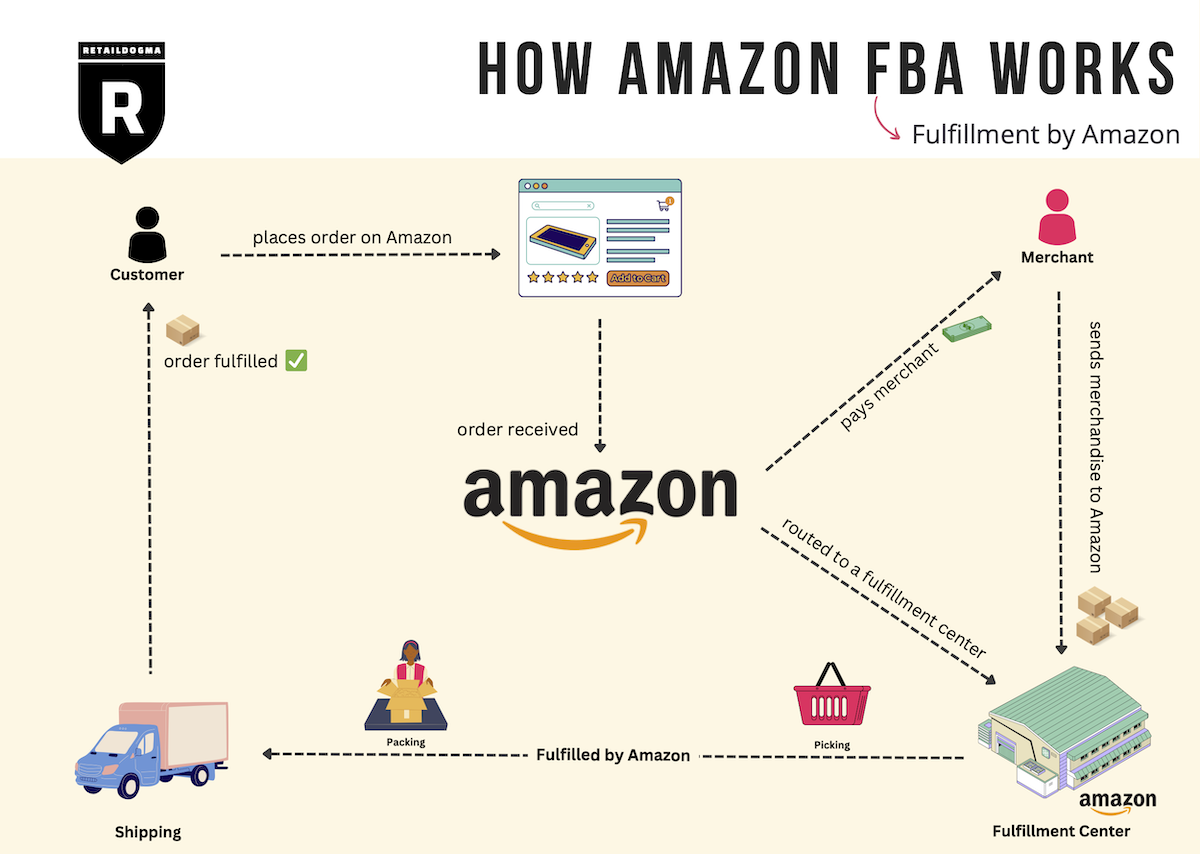 RETAILDOGMA
R
HOW AMAZON FBA WORKS
Fulfillment by Amazon
Customer
places order on Amazon
1
Add to Cart
Merchant
order fulfilled
order received
amazon
pays merchant
sends merchandise to Amazon
routed to a fulfillment center
Packing
Picking
Fulfilled by Amazon
Shipping
amazon
Fulfillment Center